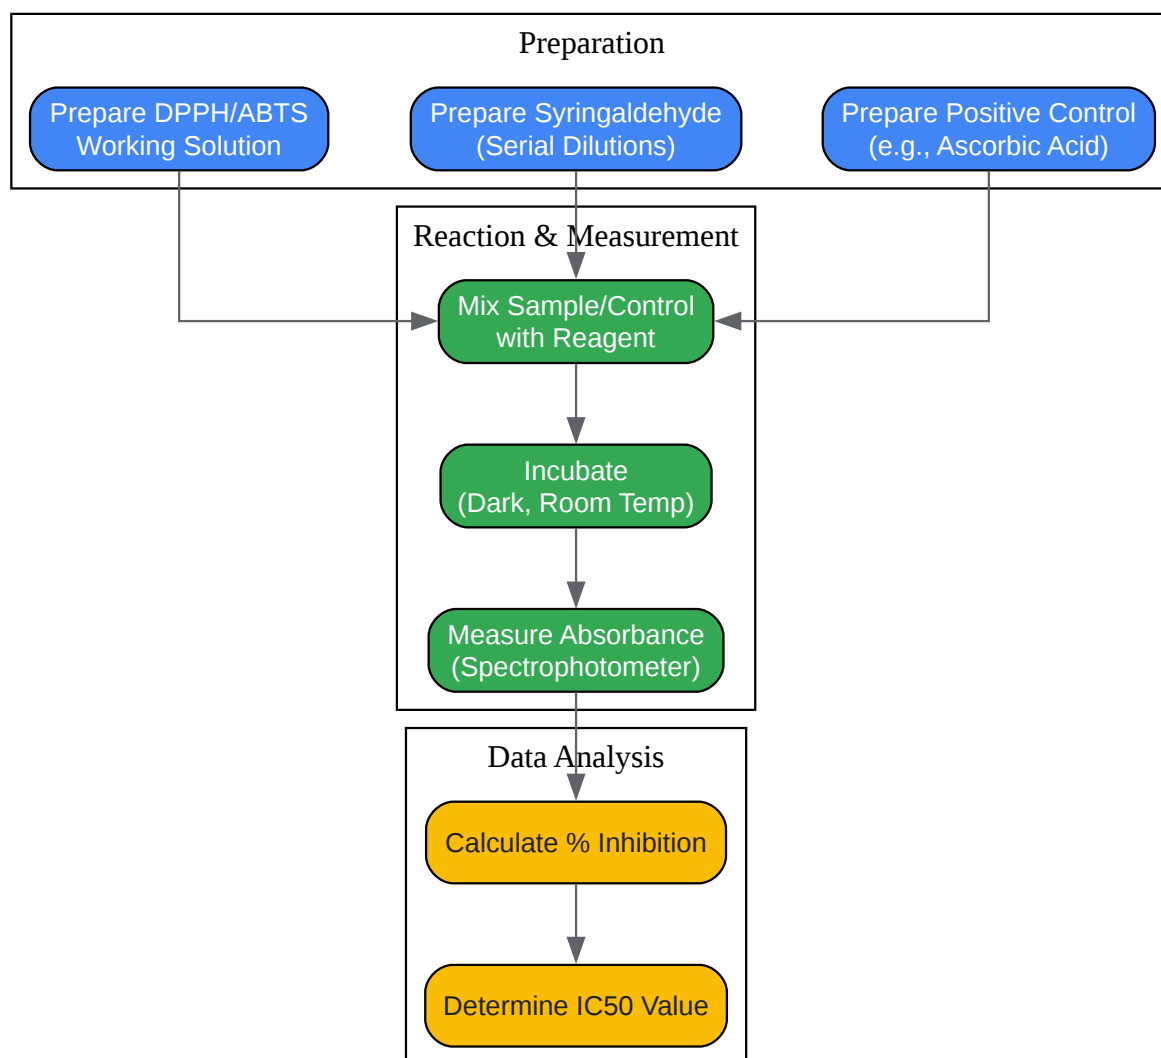 Preparation
Prepare DPPH/ABTS
Working Solution
Prepare Syringaldehyde
(Serial Dilutions)
Prepare Positive Control
(e.g., Ascorbic Acid)
Reaction & Measurement
Mix Sample/Control
with Reagent
Incubate
(Dark, Room Temp)
Measure Absorbance
(Spectrophotometer)
Data Analysis
Calculate % Inhibition
Determine IC50 Value